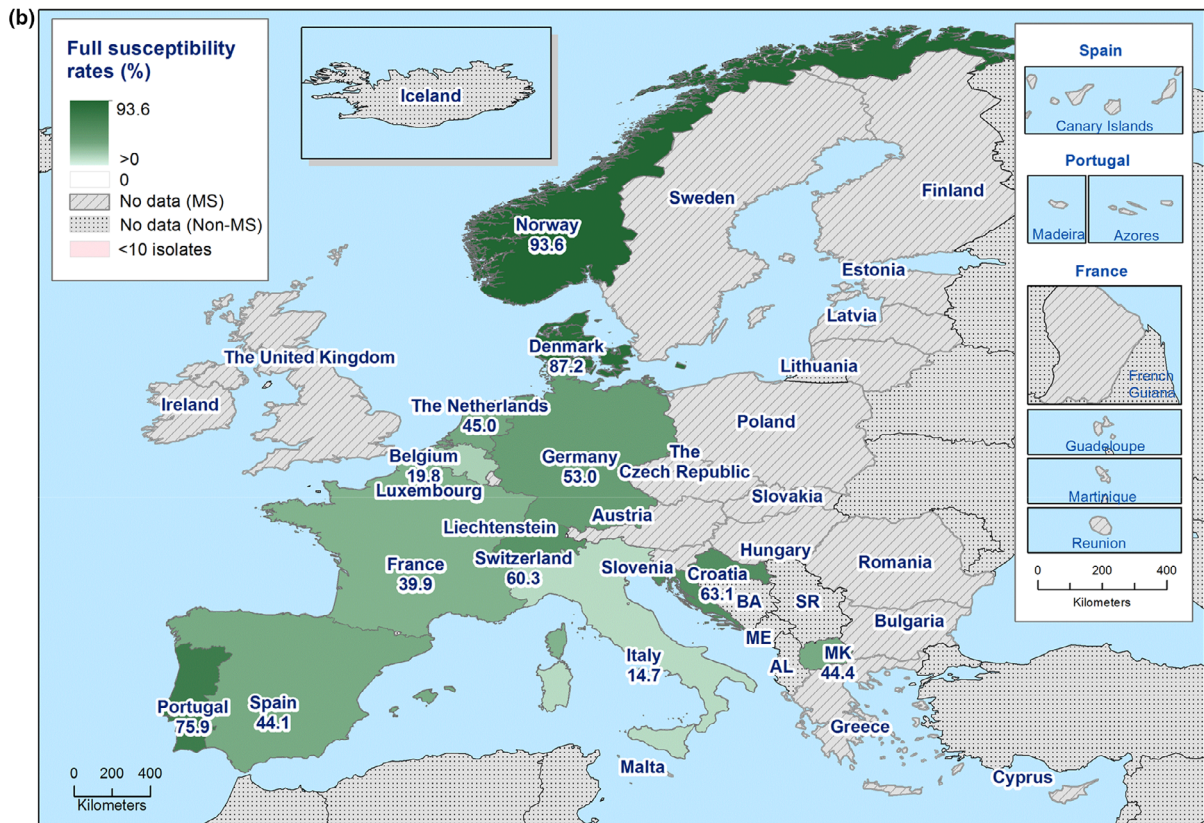 (b)
Full susceptibility
rates (%)
93.6
>0
0
No data (MS)
No data (Non-MS)
<10 isolates
Iceland
Norway
93.6
Sweden
Finland
Estonia
Latvia
Lithuania
Denmark
87.2
The United Kingdom
Ireland
The Netherlands
45.0
Belgium
19.8
Luxembourg
Germany
53.0
Poland
The
Czech Republic
Slovakia
Austria
Liechtenstein
Switzerland
60.3
France
39.9
Slovenia
Hungary
Croatia
63.1
Romania
BA
SR
Bulgaria
ME
MK
44.4
AL
Italy
14.7
Portugal
75.9
Spain
44.1
Greece
Malta
Cyprus
0 200 400
Kilometers
Spain
Canary Islands
Portugal
Madeira
Azores
France
French
Guiana
Guadeloupe
Martinique
Reunion
0 200 400
Kilometers